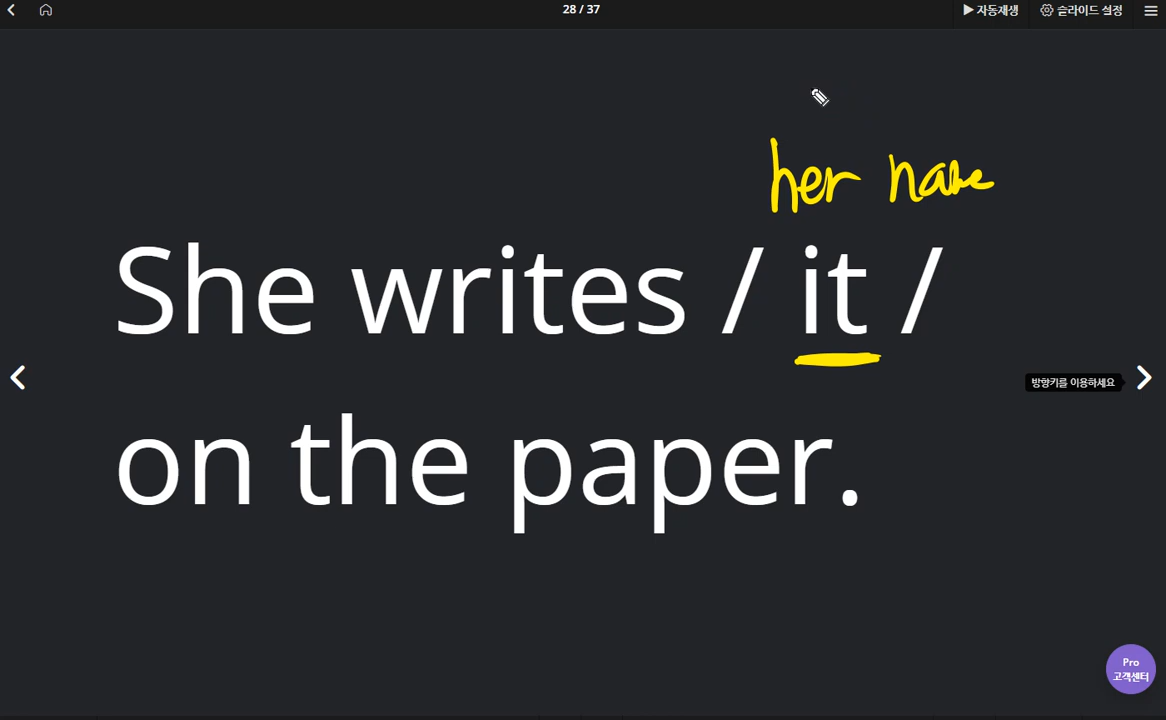 28 / 37
▶ 자동재생
슬라이드 설정
her name
She writes / it /
on the paper.
방향키를 이용하세요
Pro
고객센터